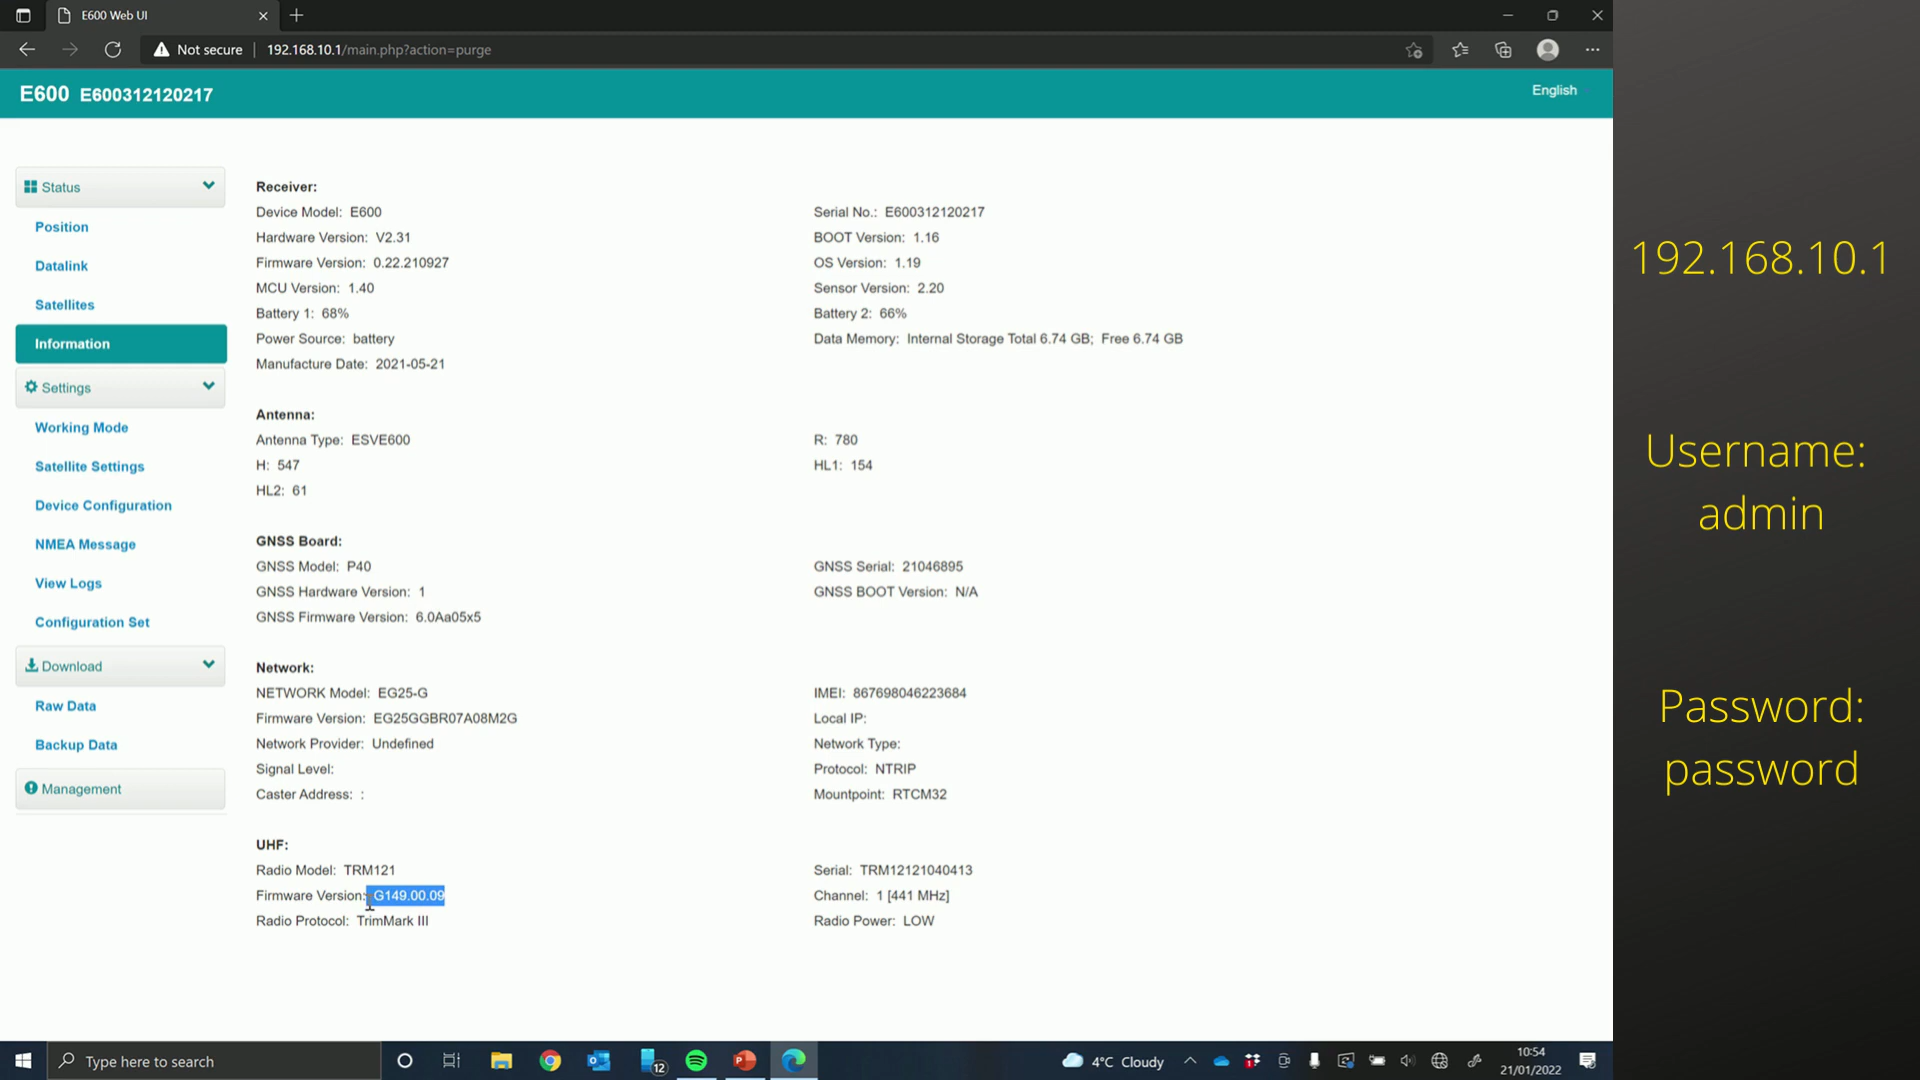 E600 Web UI
Not secure 192.168.10.1/main.php?action=purge
E600 E600312120217
English
Status
Position
Datalink
Satellites
Information
Settings
Working Mode
Satellite Settings
Device Configuration
NMEA Message
View Logs
Configuration Set
Download
Raw Data
Backup Data
Management
Receiver:
Device Model: E600
Serial No.: E600312120217
Hardware Version: V2.31
BOOT Version: 1.16
Firmware Version: 0.22.210927
OS Version: 1.19
MCU Version: 1.40
Sensor Version: 2.20
Battery 1: 68%
Battery 2: 66%
Power Source: battery
Data Memory: Internal Storage Total 6.74 GB; Free 6.74 GB
Manufacture Date: 2021-05-21
Antenna:
Antenna Type: ESVE600
R: 780
H: 547
HL1: 154
HL2: 61
GNSS Board:
GNSS Model: P40
GNSS Serial: 21046895
GNSS Hardware Version: 1
GNSS BOOT Version: N/A
GNSS Firmware Version: 6.0Aa05x5
Network:
NETWORK Model: EG25-G
IMEI: 867698046223684
Firmware Version: EG25GGBR07A08M2G
Local IP:
Network Provider: Undefined
Network Type:
Signal Level:
Protocol: NTRIP
Caster Address: :
Mountpoint: RTCM32
UHF:
Radio Model: TRM121
Serial: TRM12121040413
Firmware Version: G149.00.09
Channel: 1 [441 MHz]
Radio Protocol: TrimMark III
Radio Power: LOW
192.168.10.1
Username:
admin
Password:
password
Type here to search
12
4°C Cloudy
10:54
21/01/2022